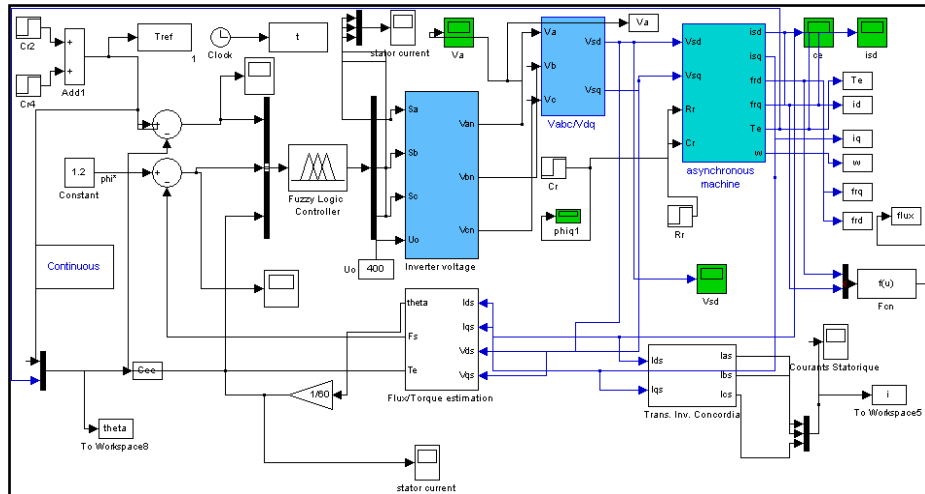 Cr2
Cr4
+
+
Add1
Tref
1
Clock
t
stator current
Va
Va
Va
Vb
Vc
Vsd
Vsq
Vabc/Vdq
Vsd
Vsq
Rr
Cr
isd
isq
frd
frq
Te
w
asynchronous
machine
ce
isd
Te
id
iq
w
frq
frd
flux
1.2
Constant
phi*
Fuzzy Logic
Controller
Sa
Sb
Sc
Uo
Van
Vbn
Vcn
Inverter voltage
Uo
400
Cr
phiq1
Rr
Continuous
Vsd
f(u)
Fcn
theta
Fs
Te
Ids
Iqs
Vds
Vqs
Flux/Torque estimation
Cee
1/60
Ids
Iqs
Ias
Ibs
Ics
Trans. Inv. Concordia
Courants Statorique
i
To Workspace5
theta
To Workspace8
stator current